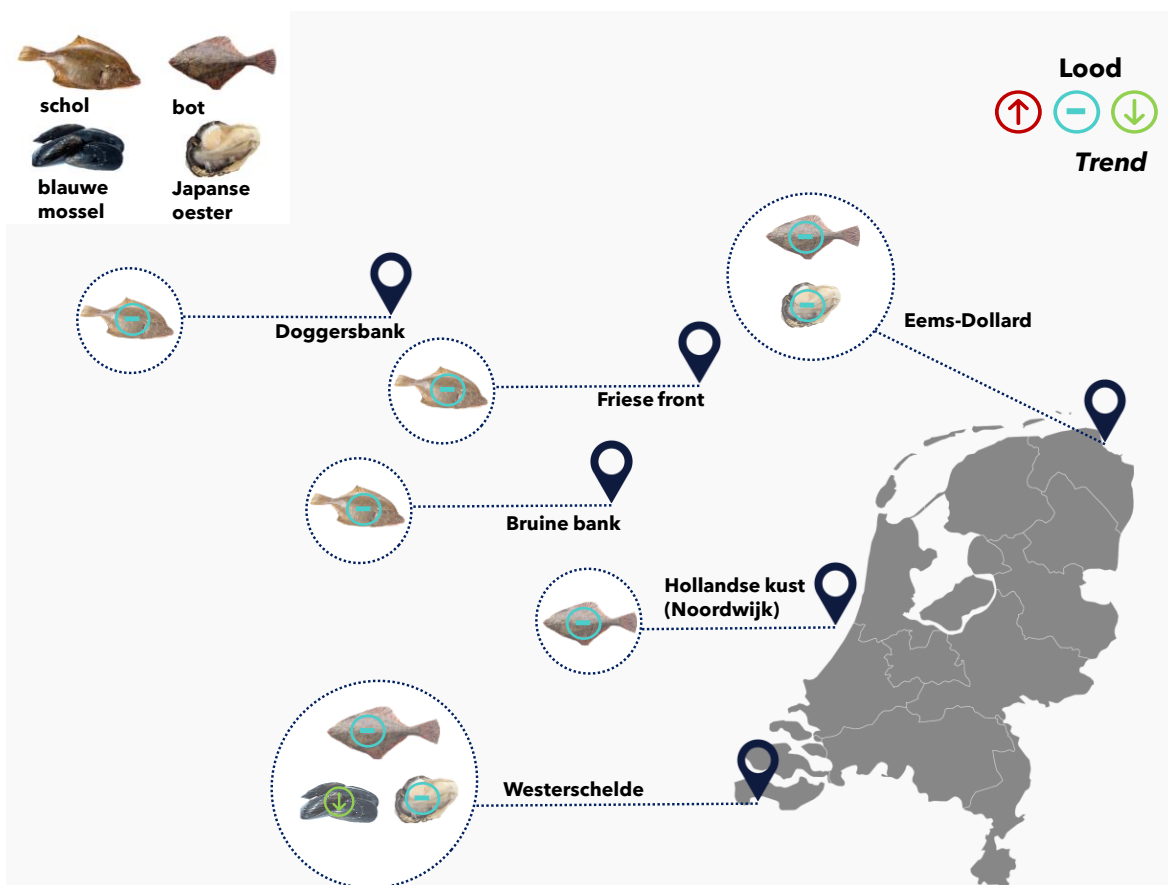 schol
bot
blauwe
mossel
Japanse
oester
Lood
Trend
Doggersbank
Friese front
Eems-Dollard
Bruine bank
Hollandse kust
(Noordwijk)
Westerschelde